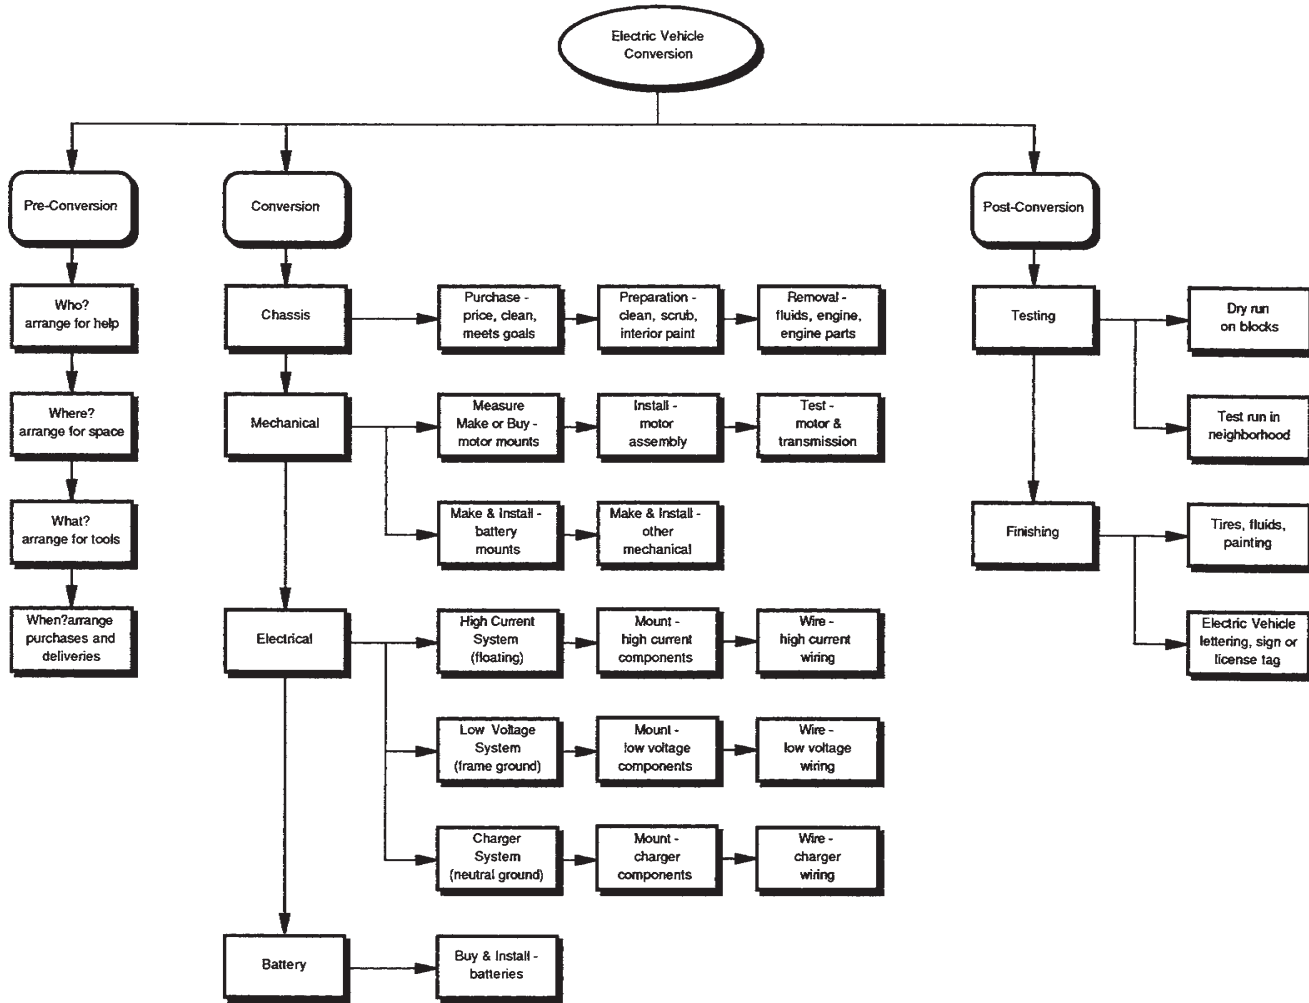 Electric Vehicle
Conversion
Pre-Conversion
Conversion
Post-Conversion
Who?
arrange for help
Where?
arrange for space
What?
arrange for tools
When?arrange
purchases and
deliveries
Chassis
Purchase -
price, clean,
meets goals
Preparation -
clean, scrub,
interior paint
Removal -
fluids, engine,
engine parts
Mechanical
Measure
Make or Buy -
motor mounts
Install -
motor
assembly
Test -
motor &
transmission
Make & Install -
battery
mounts
Make & Install -
other
mechanical
Electrical
High Current
System
(floating)
Mount -
high current
components
Wire -
high current
wiring
Low Voltage
System
(frame ground)
Mount -
low voltage
components
Wire -
low voltage
wiring
Charger
System
(neutral ground)
Mount -
charger
components
Wire -
charger
wiring
Battery
Buy & Install -
batteries
Testing
Dry run
on blocks
Test run in
neighborhood
Finishing
Tires, fluids,
painting
Electric Vehicle
lettering, sign or
license tag